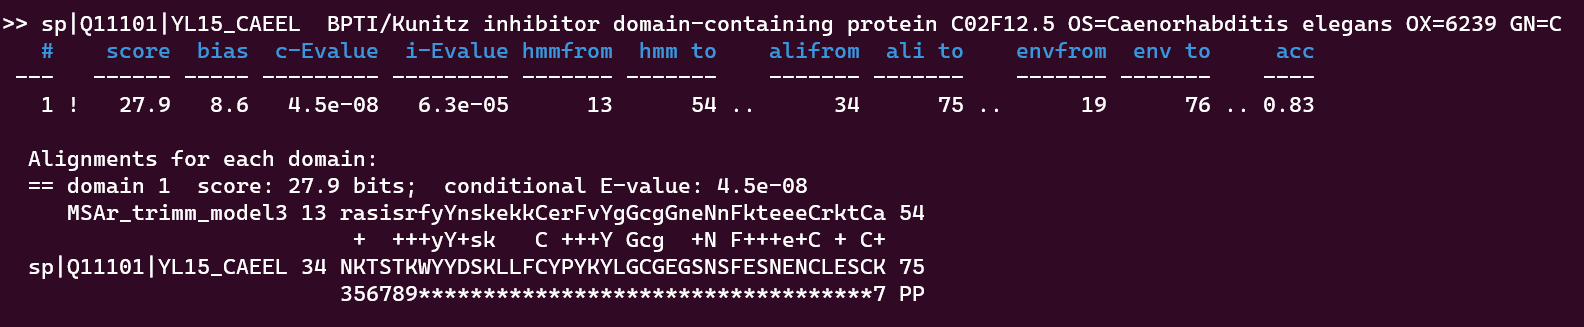 >> sp|Q11101|YL15_CAEEL  BPTI/Kunitz inhibitor domain-containing protein C02F12.5 OS=Caenorhabditis elegans OX=6239 GN=C
   #    score  bias  c-Evalue  i-Evalue hmmfrom  hmm to    alifrom  ali to    envfrom  env to     acc
 ---   ------ ----- --------- --------- ------- -------    ------- -------    ------- -------    ----
   1 !   27.9   8.6   4.5e-08   6.3e-05      13      54 ..      34      75 ..      19      76 .. 0.83

  Alignments for each domain:
  == domain 1  score: 27.9 bits;  conditional E-value: 4.5e-08
     MSAr_trimm_model3 13 rasisrfyYnskekkCerFvYgGcgGneNnFkteeeCrktCa 54
                           +  +++yY+sk   C +++Y Gcg  +N F+++e+C + C+
  sp|Q11101|YL15_CAEEL 34 NKTSTKWYYDSKLLFCYPYKYLGCGEGSNSFESNENCLESCK 75
                          356789***********************************7 PP